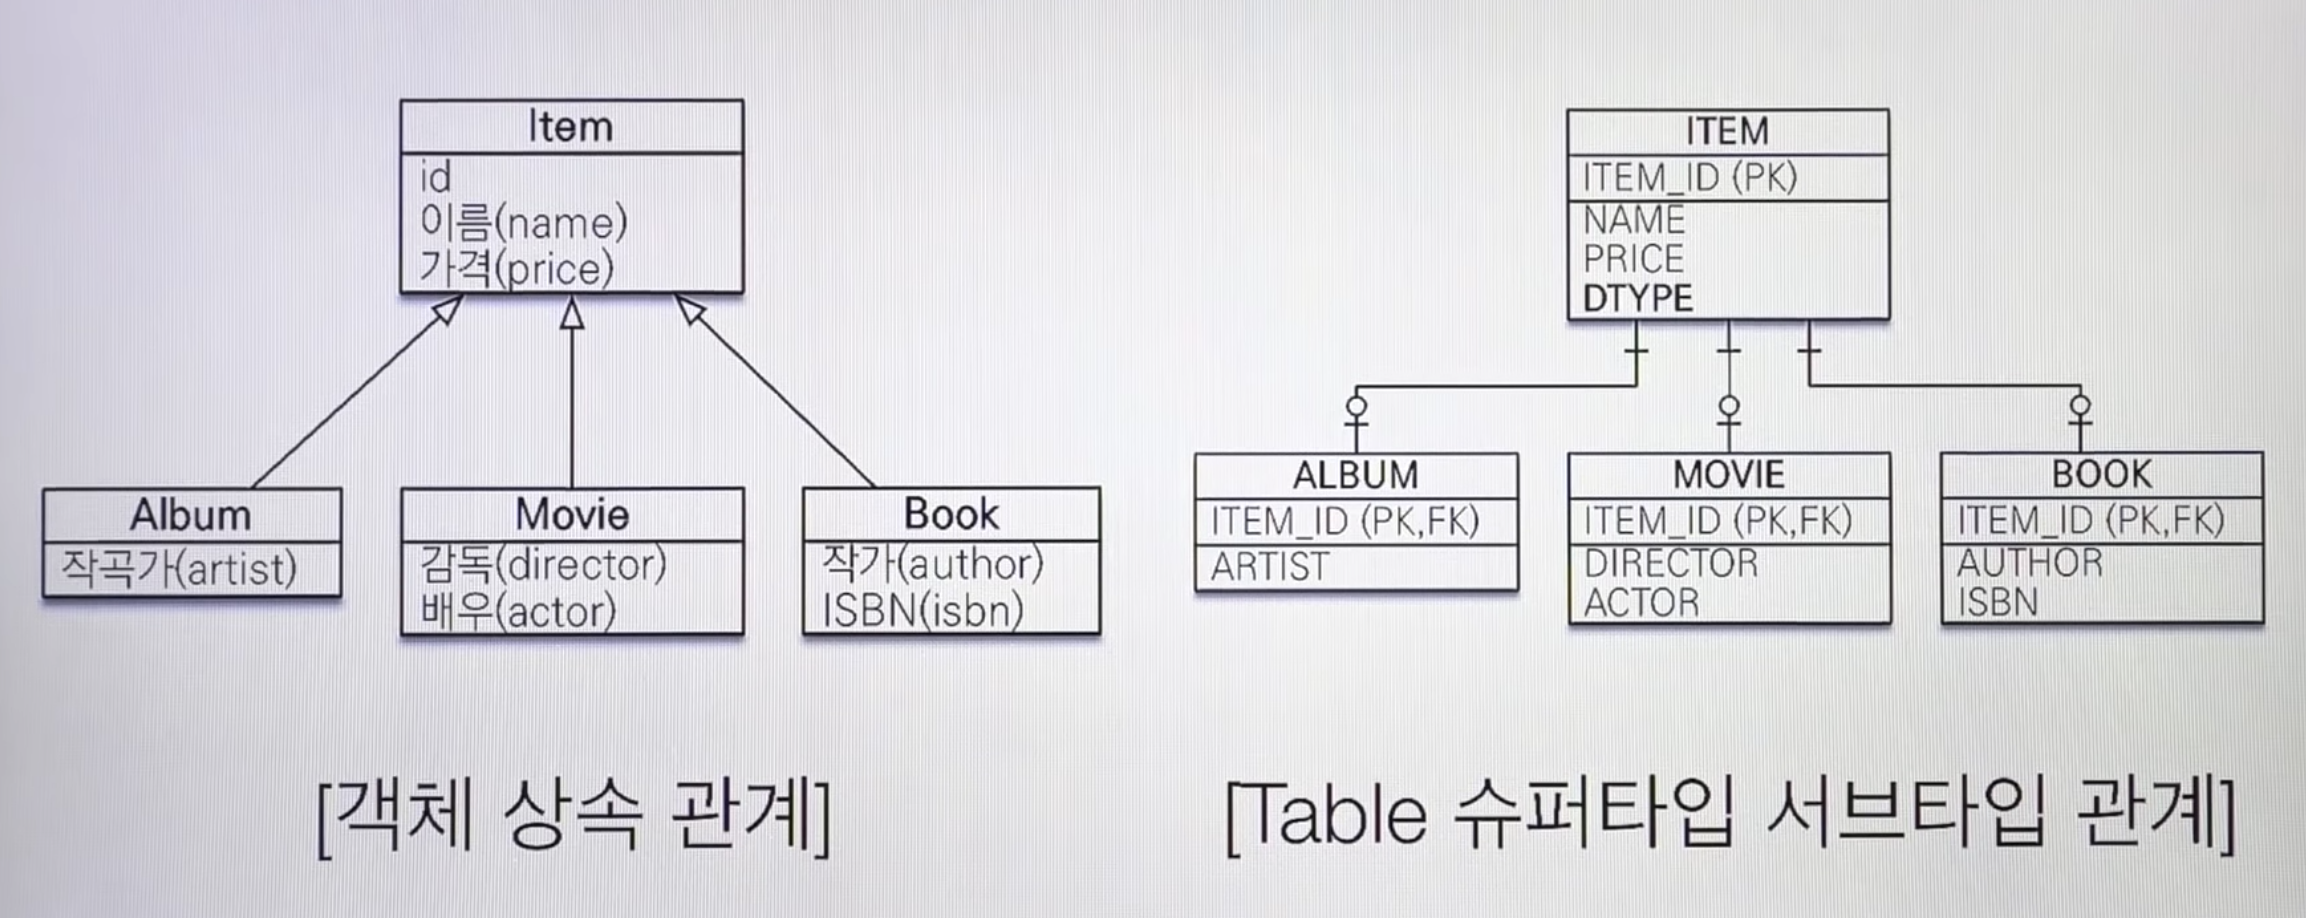 Item
id
이름(name)
가격(price)
Album
작곡가(artist)
Movie
감독(director)
배우(actor)
Book
작가(author)
ISBN(isbn)
[객체 상속 관계]
ITEM
ITEM_ID (PK)
NAME
PRICE
DTYPE
ALBUM
ITEM_ID (PK,FK)
ARTIST
MOVIE
ITEM_ID (PK,FK)
DIRECTOR
ACTOR
BOOK
ITEM_ID (PK,FK)
AUTHOR
ISBN
[Table 슈퍼타입 서브타입 관계]